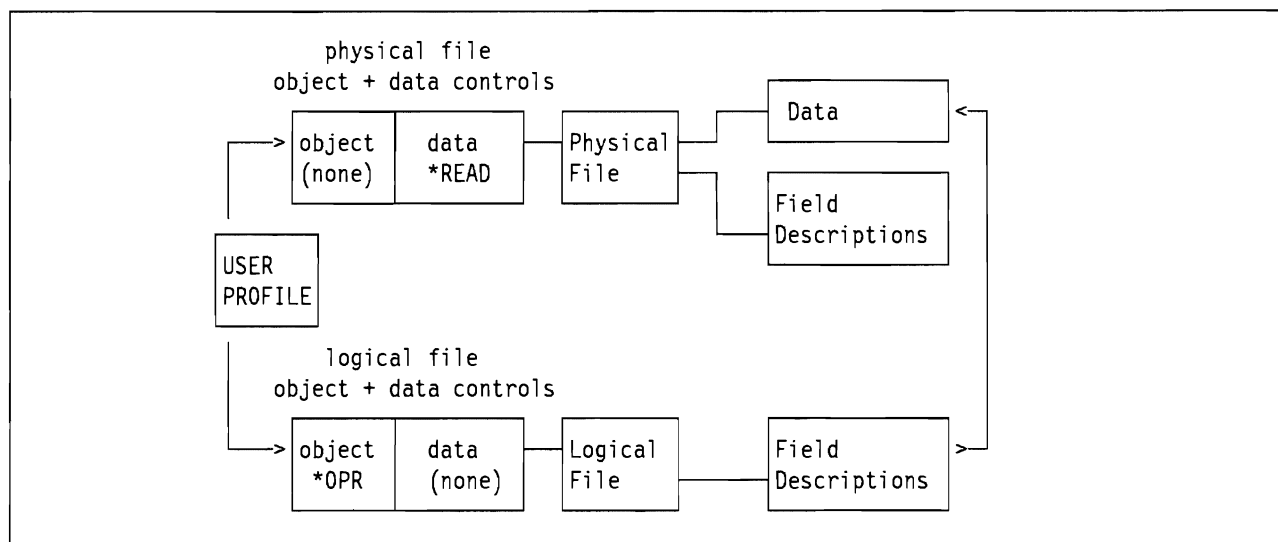 physical file
object + data controls
object
(none)
data
*READ
Physical
File
Data
Field
Descriptions
USER
PROFILE
logical file
object + data controls
object
*OPR
data
(none)
Logical
File
Field
Descriptions